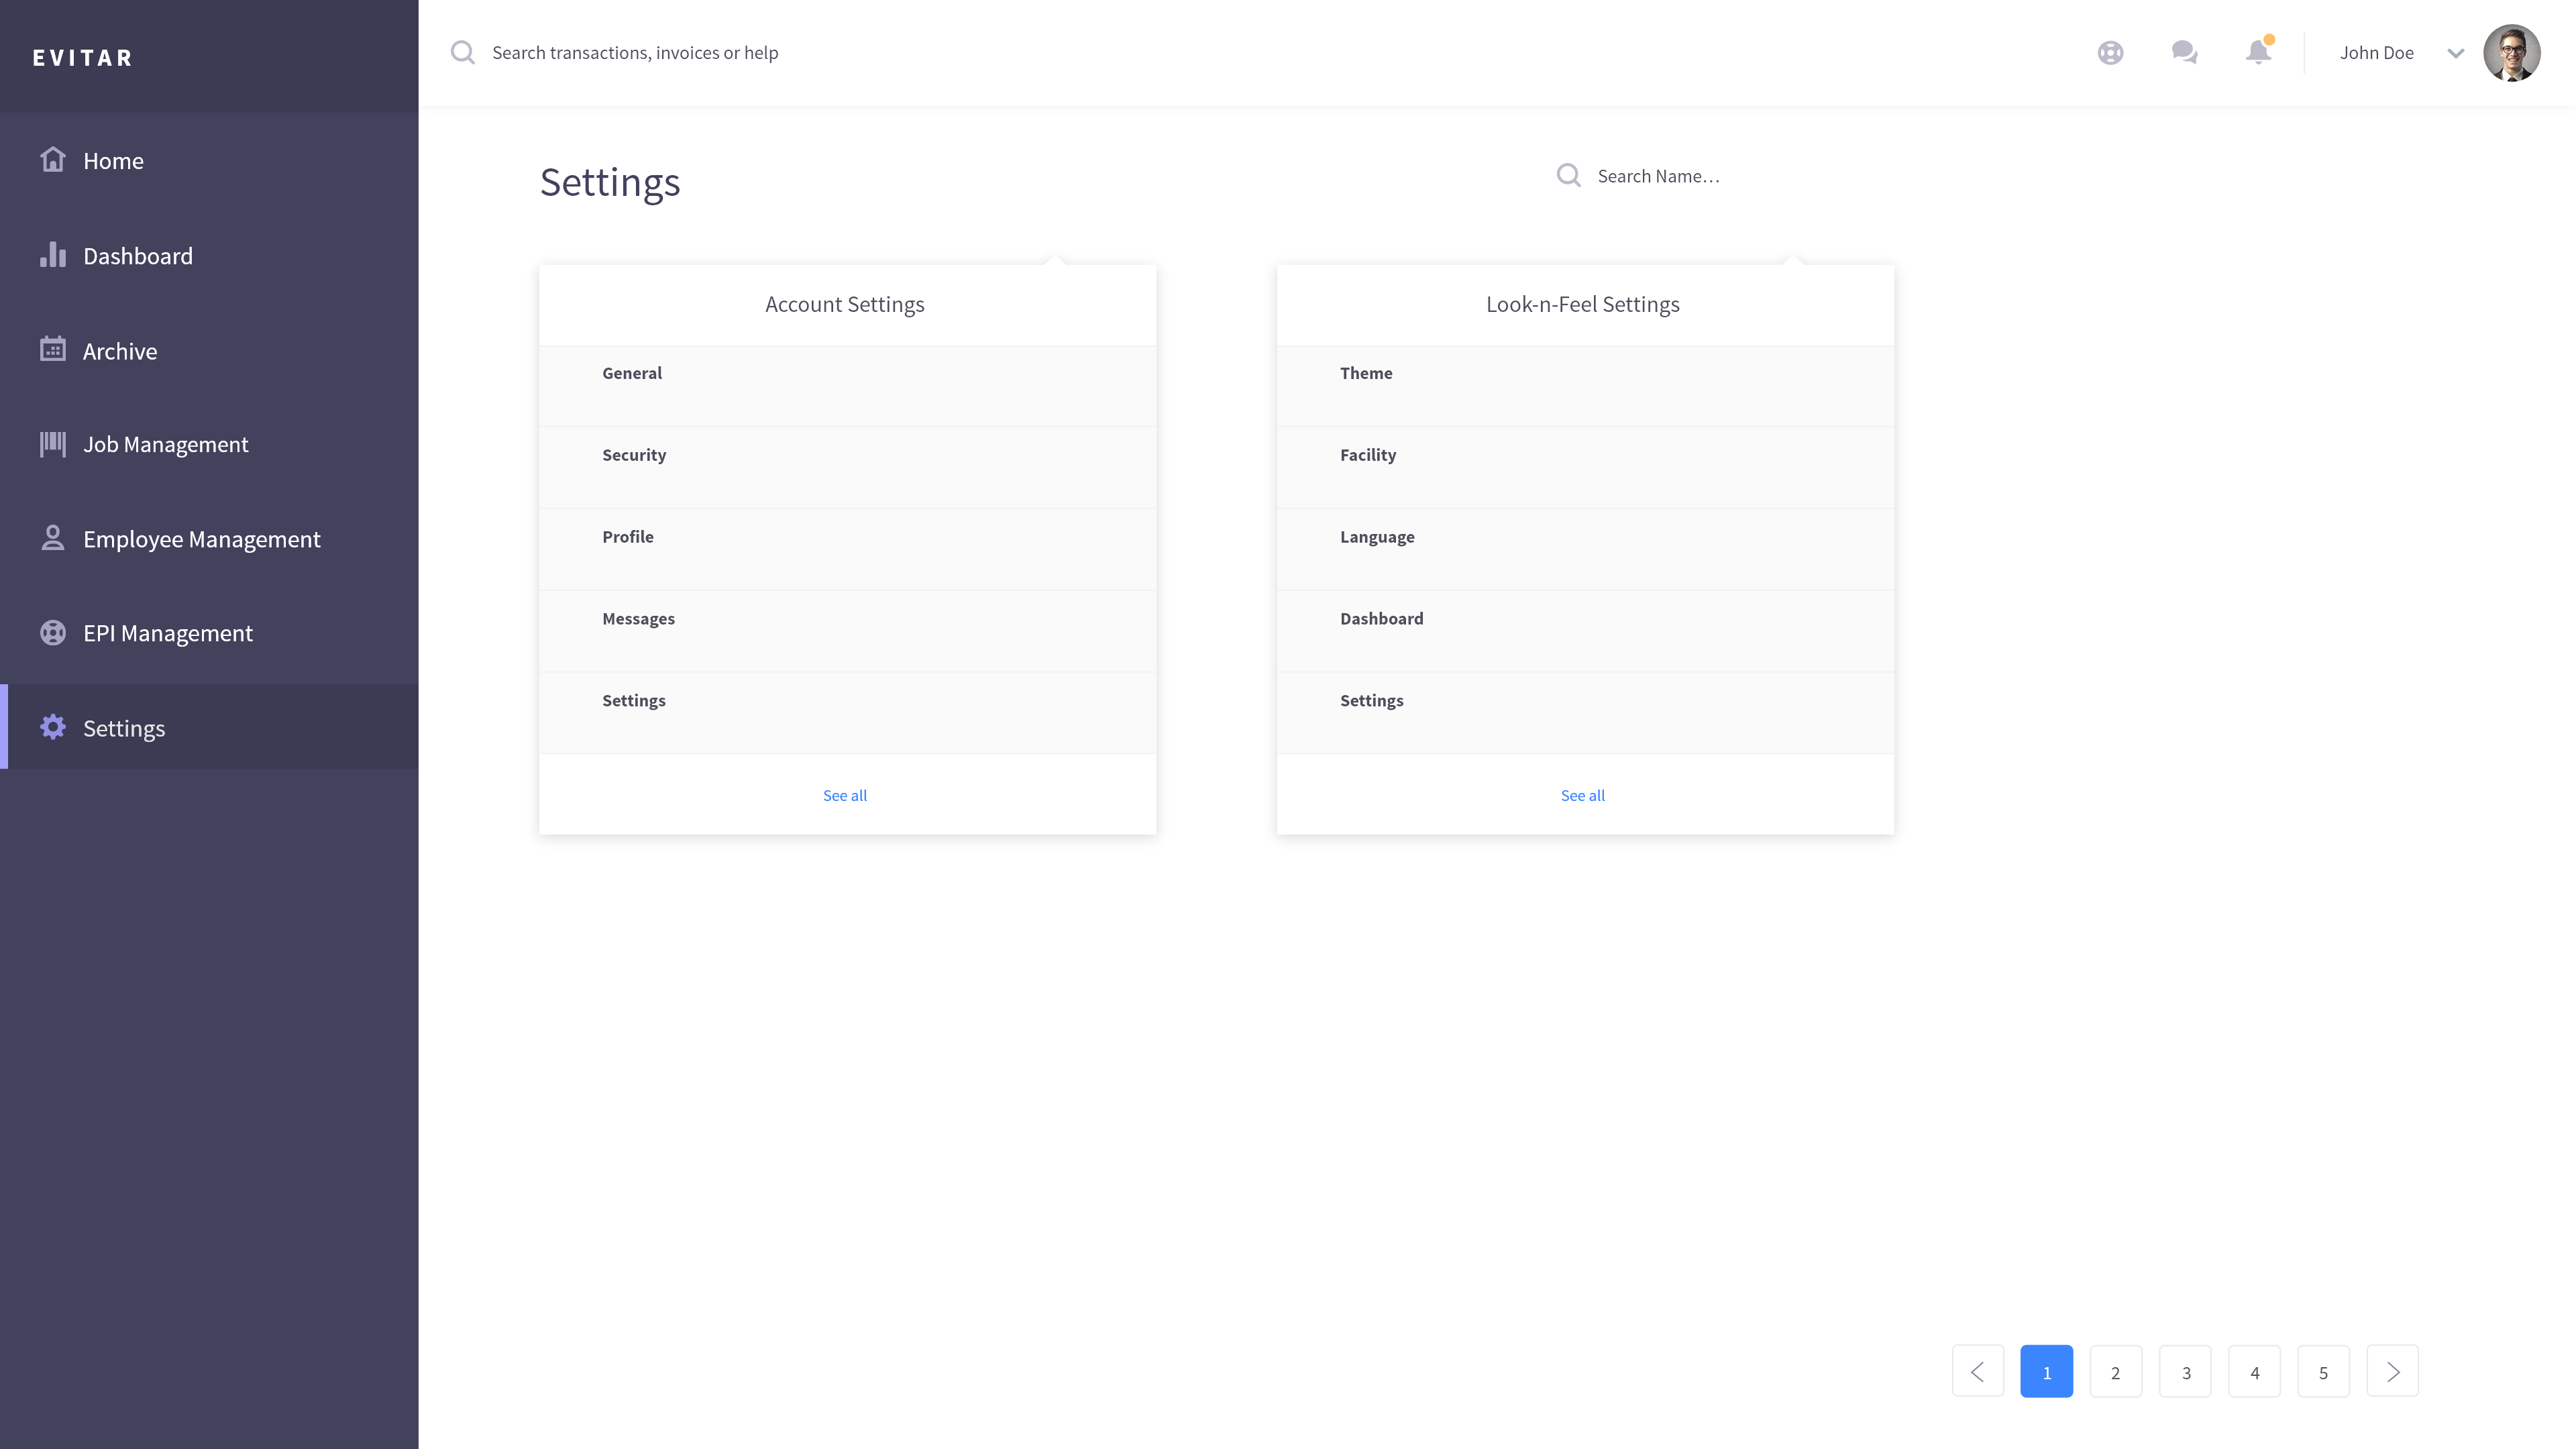 EVITAR
Search transactions, invoices or help
John Doe
Home
Dashboard
Archive
Job Management
Employee Management
EPI Management
Settings
Settings
Search Name...
Account Settings
General
Security
Profile
Messages
Settings
See all
Look-n-Feel Settings
Theme
Facility
Language
Dashboard
Settings
See all
1 2 3 4 5